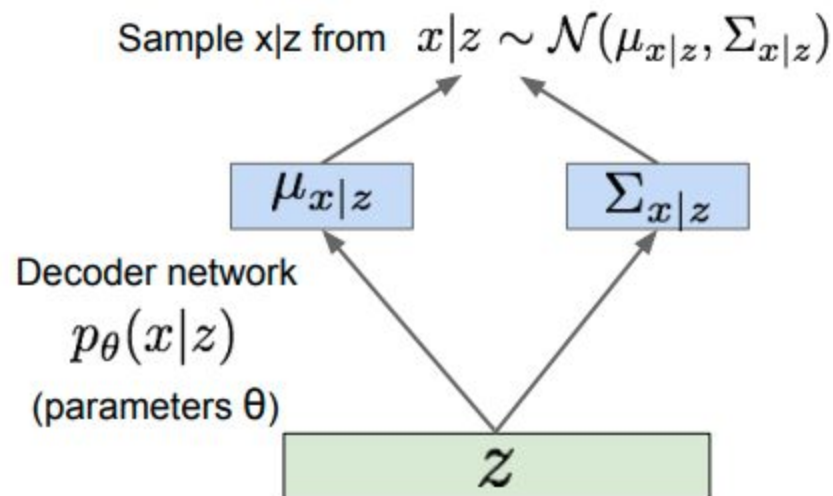 Sample x|z from x|z ∼ 𝒩(μ_{x|z}, Σ_{x|z})
μ_{x|z} Σ_{x|z}
Decoder network
p_θ(x|z)
(parameters θ)
z